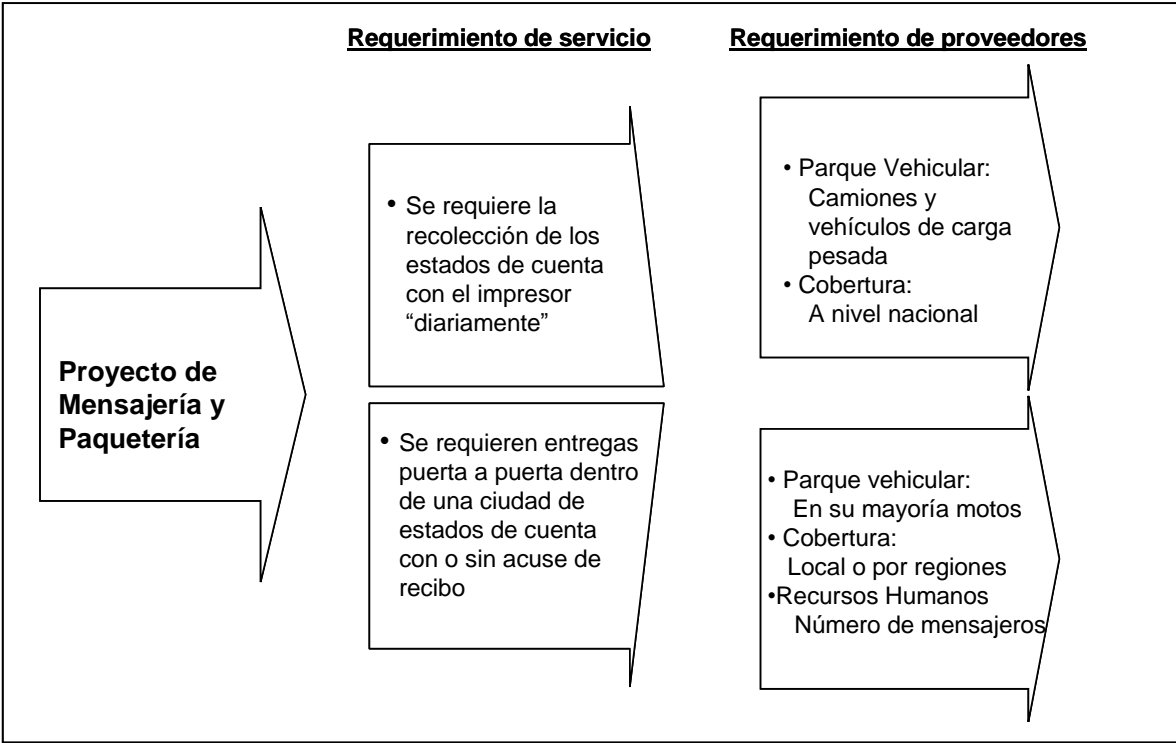 Requerimiento de servicio
Requerimiento de proveedores
Proyecto de
Mensajería y
Paquetería
• Se requiere la
recolección de los
estados de cuenta
con el impresor
“diariamente”
• Parque Vehicular:
Camiones y
vehículos de carga
pesada
• Cobertura:
A nivel nacional
• Se requieren entregas
puerta a puerta dentro
de una ciudad de
estados de cuenta
con o sin acuse de
recibo
• Parque vehicular:
En su mayoría motos
• Cobertura:
Local o por regiones
•Recursos Humanos
Número de mensajeros